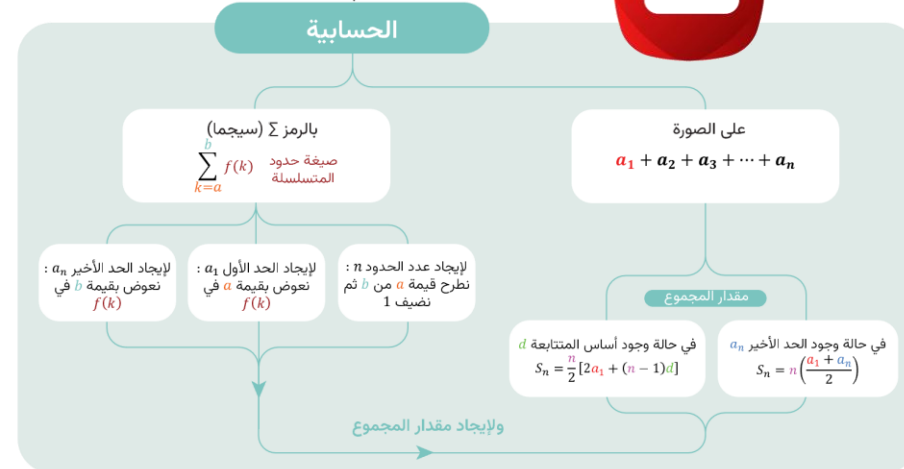 الحسابية
على الصورة
a₁ + a₂ + a₃ + ⋯ + aₙ
مقدار المجموع
في حالة وجود الحد الأخير aₙ
Sₙ = n((a₁ + aₙ)/2)
في حالة وجود أساس المتتابعة d
Sₙ = n/2 [2a₁ + (n − 1)d]
بالرمز Σ (سيجما)
صيغة حدود
المتسلسلة
b
∑ f(k)
k=a
لإيجاد عدد الحدود n :
نطرح قيمة a من b ثم
نضيف 1
لإيجاد الحد الأول a₁ :
نعوض بقيمة a في
f(k)
لإيجاد الحد الأخير aₙ :
نعوض بقيمة b في
f(k)
ولإيجاد مقدار المجموع